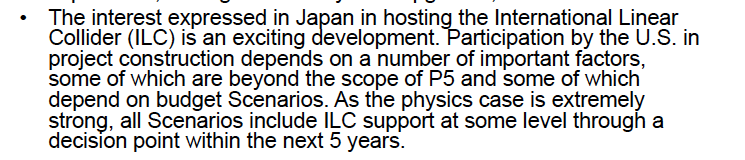 • The interest expressed in Japan in hosting the International Linear
Collider (ILC) is an exciting development. Participation by the U.S. in
project construction depends on a number of important factors,
some of which are beyond the scope of P5 and some of which
depend on budget Scenarios. As the physics case is extremely
strong, all Scenarios include ILC support at some level through a
decision point within the next 5 years.